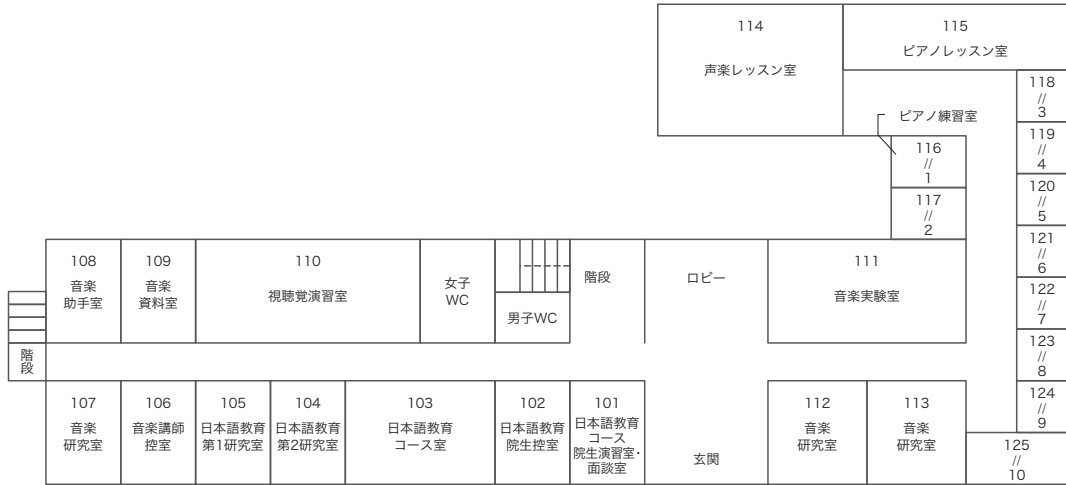 114
声楽レッスン室
115
ピアノレッスン室
ピアノ練習室
116
//
1
117
//
2
118
//
3
119
//
4
120
//
5
121
//
6
122
//
7
123
//
8
124
//
9
125
//
10
108
音楽
助手室
109
音楽
資料室
110
視聴覚演習室
女子
WC
男子WC
階段
ロビー
111
音楽実験室
階
段
107
音楽
研究室
106
音楽講師
控室
105
日本語教育
第1研究室
104
日本語教育
第2研究室
103
日本語教育
コース室
102
日本語教育
院生控室
101
日本語教育
コース
院生演習室・
面談室
玄関
112
音楽
研究室
113
音楽
研究室